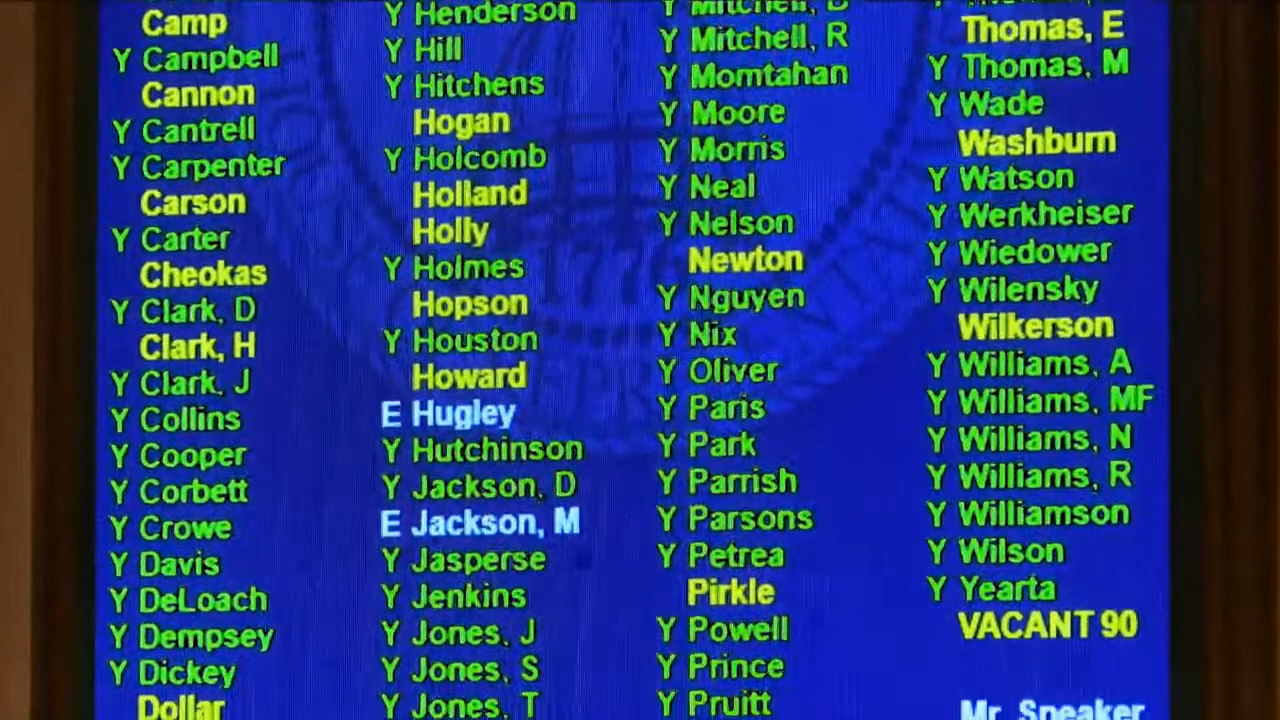 Camp
Y Campbell
Cannon
Y Cantrell
Y Carpenter
Carson
Y Carter
Cheokas
Y Clark, D
Clark, H
Y Clark, J
Y Collins
Y Cooper
Y Corbett
Y Crowe
Y Davis
Y DeLoach
Y Dempsey
Y Dickey
Dollar
Y Henderson
Y Hill
Y Hitchens
Hogan
Y Holcomb
Holland
Holly
Y Holmes
Hopson
Y Houston
Howard
E Hugley
Y Hutchinson
Y Jackson, D
E Jackson, M
Y Jasperse
Y Jenkins
Y Jones, J
Y Jones, S
Y Jones, T
Y Mitchell, B
Y Mitchell, R
Y Momtahan
Y Moore
Y Morris
Y Neal
Y Nelson
Newton
Y Nguyen
Y Nix
Y Oliver
Y Paris
Y Park
Y Parrish
Y Parsons
Y Petrea
Pirkle
Y Powell
Y Prince
Y Pruitt
Thomas, E
Y Thomas, M
Y Wade
Washburn
Y Watson
Y Werkheiser
Y Wiedower
Y Wilensky
Wilkerson
Y Williams, A
Y Williams, MF
Y Williams, N
Y Williams, R
Y Williamson
Y Wilson
Y Yearta
VACANT 90
Mr. Speaker
1776